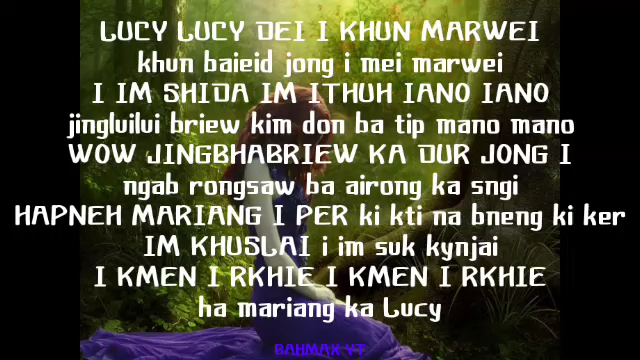 LUCY LUCY DEI I KHUN MARWEI
khun baieid jong i mei marwei
I IM SHIDA IM ITHUH IANO IANO
jingluilui briew kim don ba tip mano mano
WOW JINGBHABRIEW KA DUR JONG I
ngab rongsaw ba airong ka sngi
HAPNEH MARIANG I PER ki kti na bneng ki ker
IM KHUSLAI i im suk kynjai
I KMEN I RKHIE I KMEN I RKHIE
ha mariang ka Lucy
BAHMAX YT